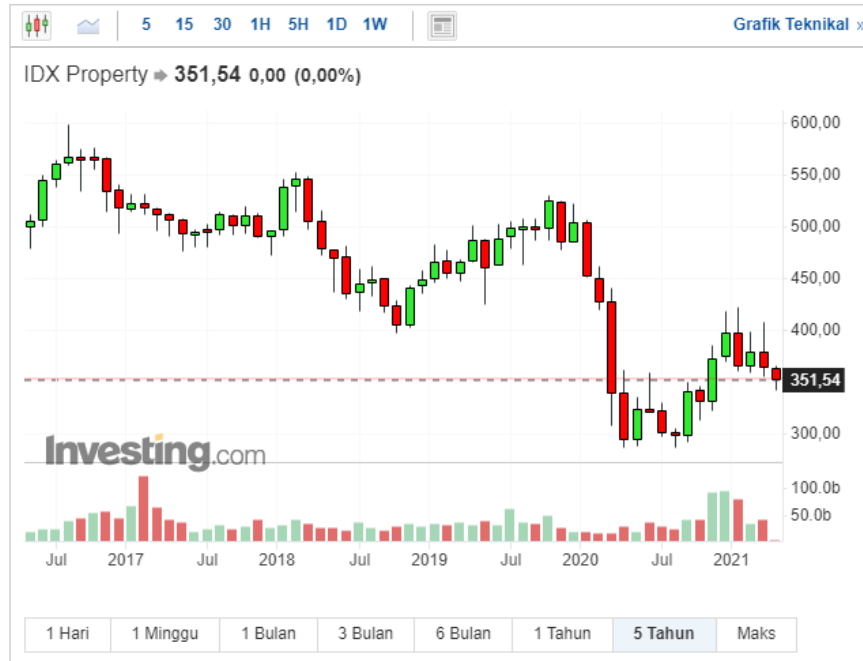 5 15 30 1H 5H 1D 1W Grafik Teknikal »
IDX Property 351,54 0,00 (0,00%)
600,00
550,00
500,00
450,00
400,00
351,54
300,00
Investing.com
100.0b
50.0b
Jul 2017 Jul 2018 Jul 2019 Jul 2020 Jul 2021
1 Hari 1 Minggu 1 Bulan 3 Bulan 6 Bulan 1 Tahun 5 Tahun Maks